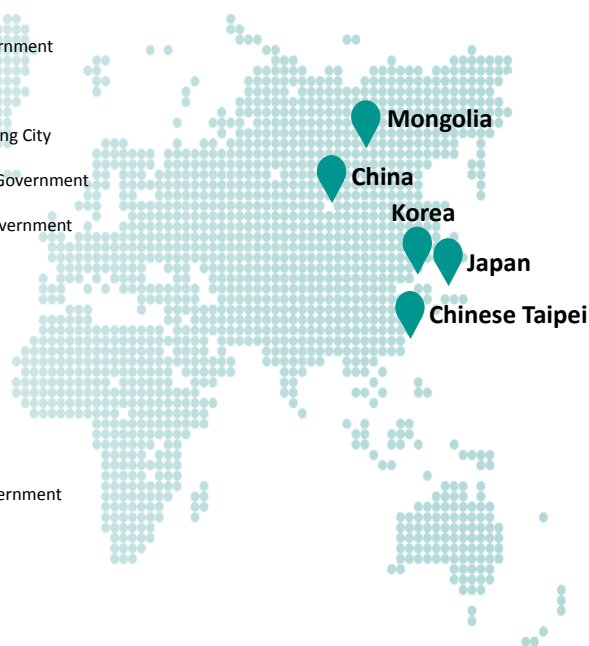 rnment
ng City
Government
vernment
ernment
Mongolia
China
Korea
Japan
Chinese Taipei